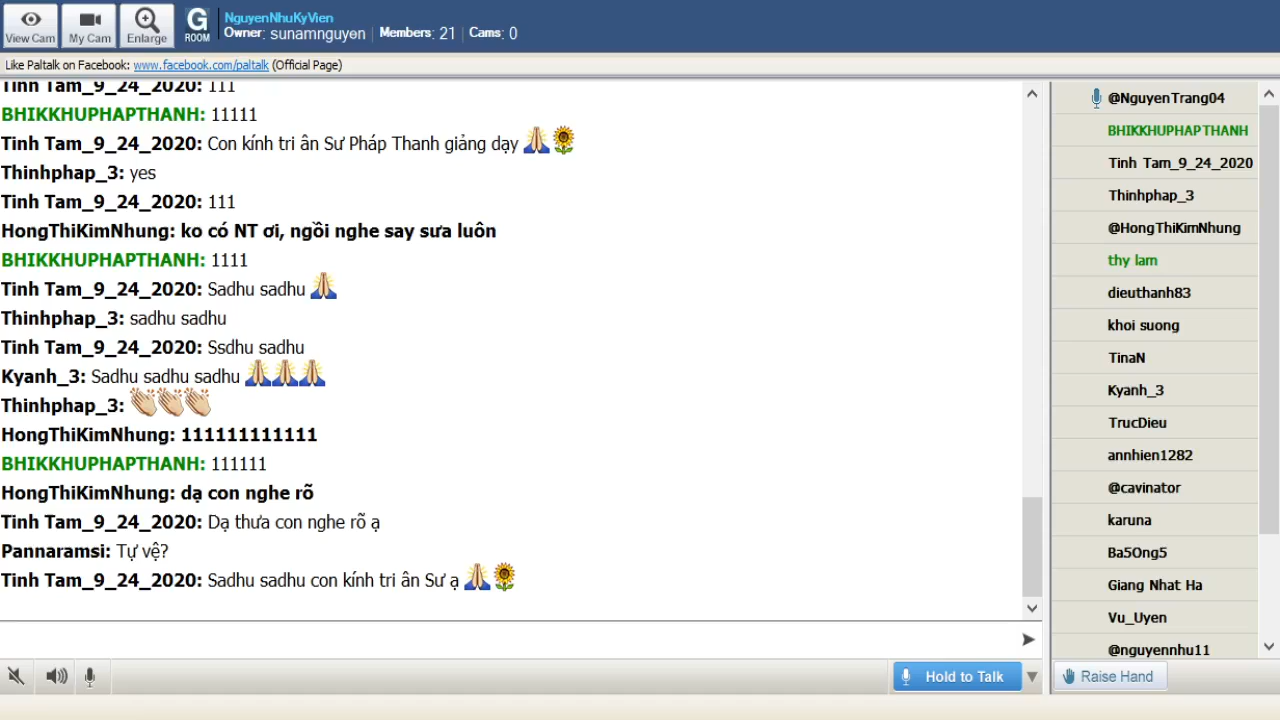 View Cam
My Cam
Enlarge
G
ROOM
NguyenNhuKyVien
Owner: sunamnguyen | Members: 21 | Cams: 0
Like Paltalk on Facebook: www.facebook.com/paltalk (Official Page)
Tinh Tam_9_24_2020: 111
BHIKKHUPHAPTHANH: 11111
Tinh Tam_9_24_2020: Con kính tri ân Sư Pháp Thanh giảng dạy 🙏🌻
Thinhphap_3: yes
Tinh Tam_9_24_2020: 111
HongThiKimNhung: ko có NT ơi, ngồi nghe say sưa luôn
BHIKKHUPHAPTHANH: 1111
Tinh Tam_9_24_2020: Sadhu sadhu 🙏
Thinhphap_3: sadhu sadhu
Tinh Tam_9_24_2020: Ssdhu sadhu
Kyanh_3: Sadhu sadhu sadhu 🙏🙏🙏
Thinhphap_3: 👏👏👏
HongThiKimNhung: 111111111111
BHIKKHUPHAPTHANH: 111111
HongThiKimNhung: dạ con nghe rõ
Tinh Tam_9_24_2020: Dạ thưa con nghe rõ ạ
Pannaramsi: Tự vệ?
Tinh Tam_9_24_2020: Sadhu sadhu con kính tri ân Sư ạ 🙏🌻
Hold to Talk
@NguyenTrang04
BHIKKHUPHAPTHANH
Tinh Tam_9_24_2020
Thinhphap_3
@HongThiKimNhung
thy lam
dieuthanh83
khoi suong
TinaN
Kyanh_3
TrucDieu
annhien1282
@cavinator
karuna
Ba5Ong5
Giang Nhat Ha
Vu_Uyen
@nguyennhu11
Raise Hand